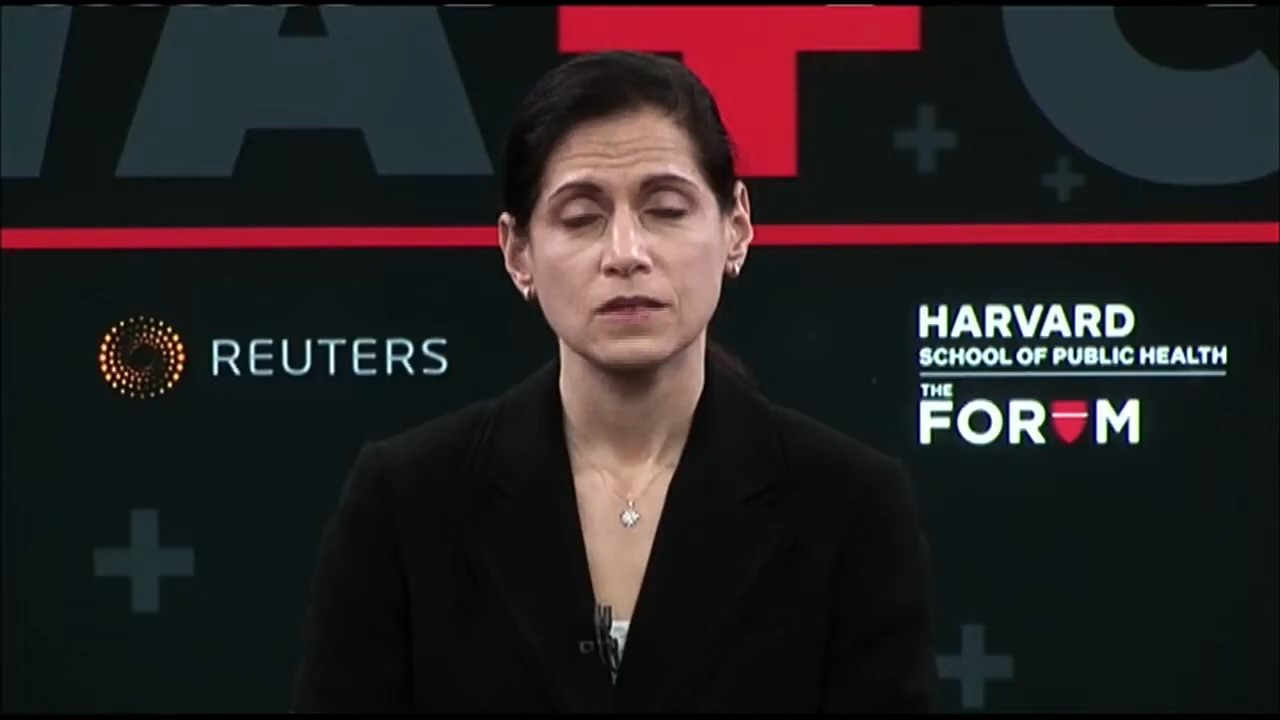 REUTERS
HARVARD
SCHOOL OF PUBLIC HEALTH
THE
FORUM